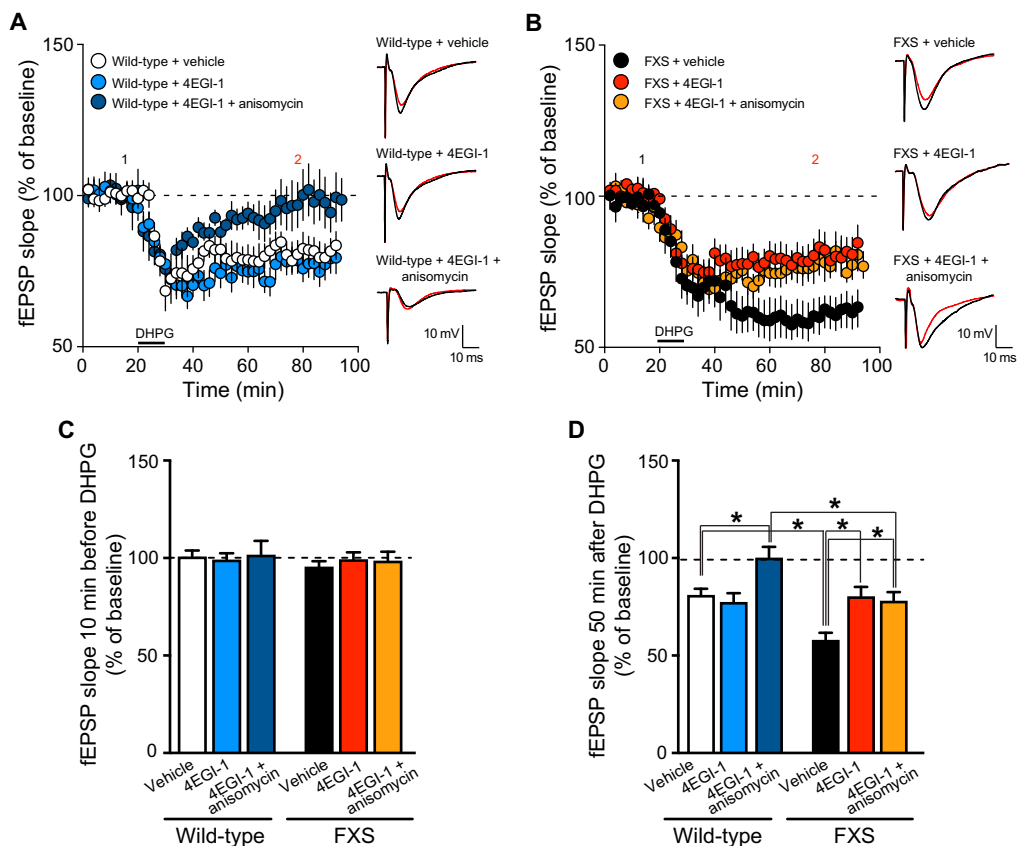 A
150
100
50
fEPSP slope (% of baseline)
Wild-type + vehicle
Wild-type + 4EGI-1
Wild-type + 4EGI-1 + anisomycin
1
2
DHPG
0
20
40
60
80
100
Time (min)
Wild-type + vehicle
Wild-type + 4EGI-1
Wild-type + 4EGI-1
+ anisomycin
10 mV
10 ms
B
150
100
50
fEPSP slope (% of baseline)
FXS + vehicle
FXS + 4EGI-1
FXS + 4EGI-1 + anisomycin
1
2
DHPG
0
20
40
60
80
100
Time (min)
FXS + vehicle
FXS + 4EGI-1
FXS + 4EGI-1 +
anisomycin
10 mV
10 ms
C
fEPSP slope 10 min before DHPG
(% of baseline)
150
100
50
0
Vehicle
4EGI-1
4EGI-1 +
anisomycin
Vehicle
4EGI-1
4EGI-1 +
anisomycin
Wild-type
FXS
D
fEPSP slope 50 min after DHPG
(% of baseline)
150
100
50
0
*
*
*
*
*
Vehicle
4EGI-1
4EGI-1 +
anisomycin
Vehicle
4EGI-1
4EGI-1 +
anisomycin
Wild-type
FXS